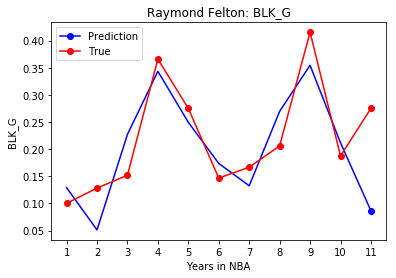 Raymond Felton: BLK_G
Prediction
True
BLK_G
0.40
0.35
0.30
0.25
0.20
0.15
0.10
0.05
1 2 3 4 5 6 7 8 9 10 11
Years in NBA